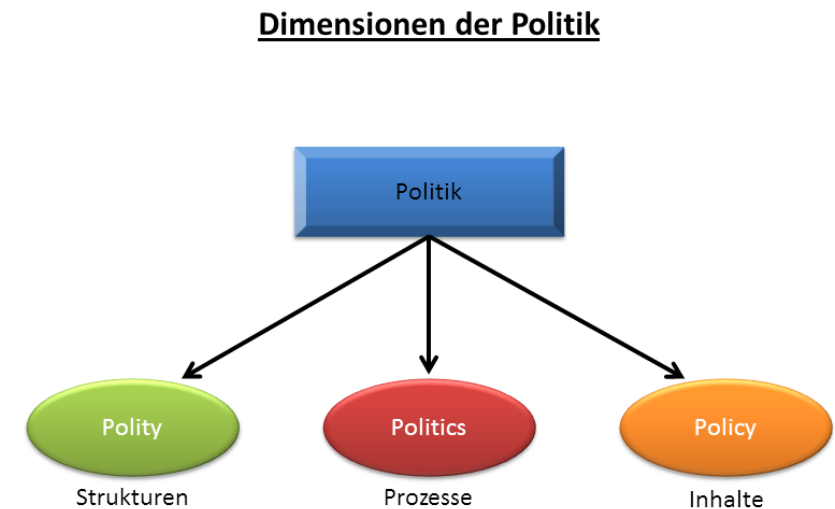 Dimensionen der Politik
Politik
Polity
Politics
Policy
Strukturen
Prozesse
Inhalte